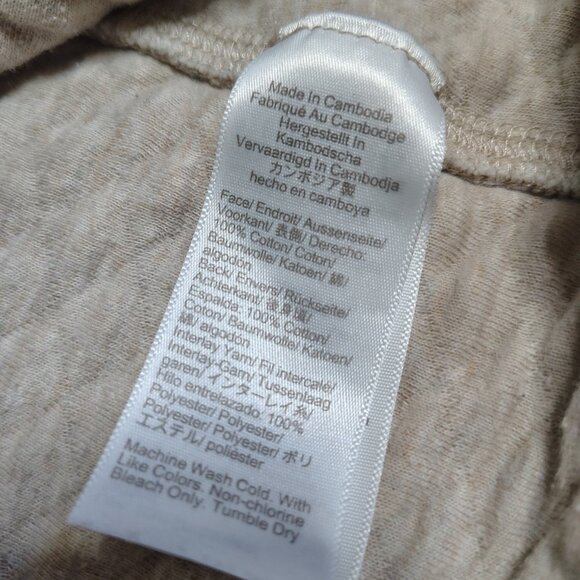 Made In Cambodia
Fabriqué Au Cambodge
Hergestellt In
Kambodscha
Vervaardigd In Cambodja
カンボジア製
hecho en camboya
Face/ Endroit/ Aussenseite/
Voorkant/ 表側/ Derecho:
100% Cotton/ Coton/
Baumwolle/ Katoen/ 綿/
algodón
Back/ Envers/ Rückseite/
Achterkant/ 後身頃/
Espalda: 100% Cotton/
Coton/ Baumwolle/ Katoen/
綿/ algodón
Interlay Yarn/ Fil intercalé/
Interlay Garn/ Tussenlaag
garen/ インターレイ糸/
hilo entrelazado: 100%
Polyester/ Polyester/
Polyester/ Polyester/ ポリ
エステル/ poliéster
Machine Wash Cold. With
Like Colors. Non-chlorine
Bleach Only. Tumble Dry